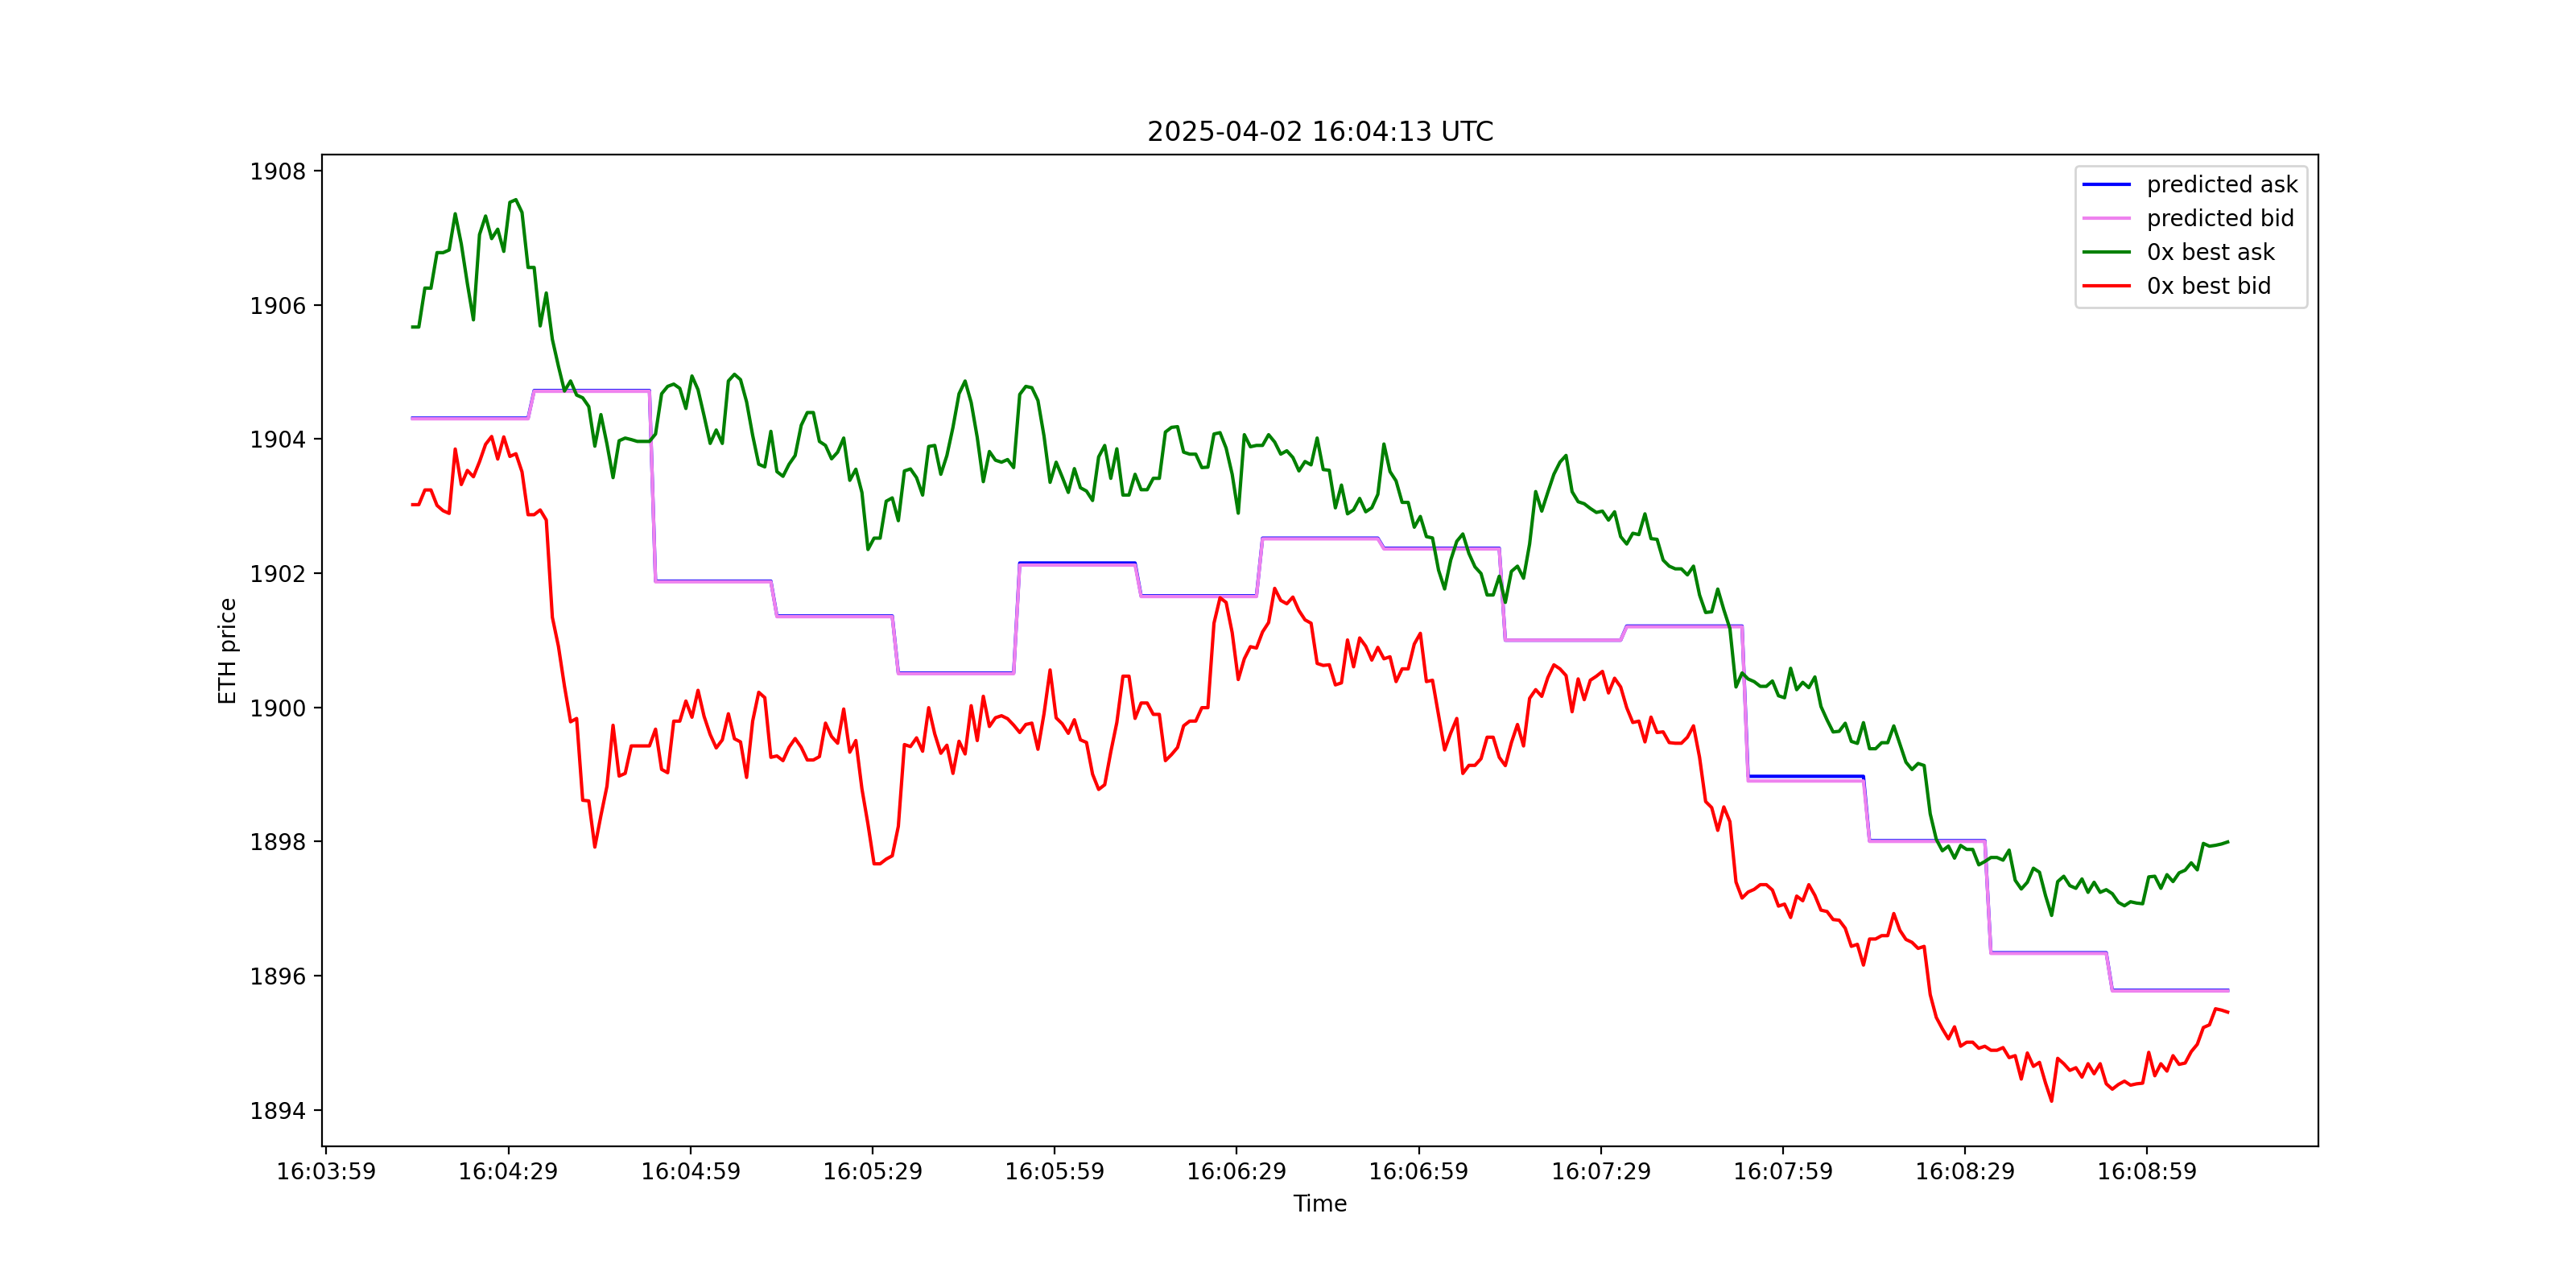 2025-04-02 16:04:13 UTC
predicted ask
predicted bid
0x best ask
0x best bid
ETH price
1908
1906
1904
1902
1900
1898
1896
1894
16:03:59 16:04:29 16:04:59 16:05:29 16:05:59 16:06:29 16:06:59 16:07:29 16:07:59 16:08:29 16:08:59
Time